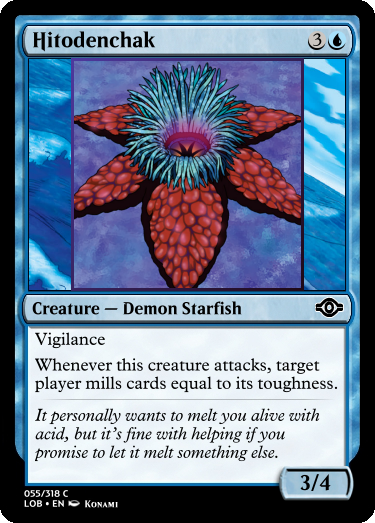 Hitodenchak 3
Creature — Demon Starfish
Vigilance
Whenever this creature attacks, target
player mills cards equal to its toughness.
It personally wants to melt you alive with
acid, but it's fine with helping if you
promise to let it melt something else.
3/4
055/318 C
LOB • EN Konami